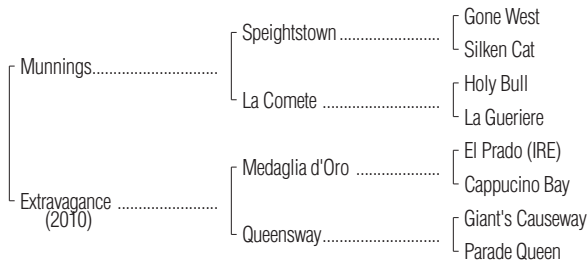 Gone West
Speightstown
Silken Cat
Munnings
Holy Bull
La Comete
La Gueriere
El Prado (IRE)
Medaglia d'Oro
Cappucino Bay
Extravagance
(2010)
Giant's Causeway
Queensway
Parade Queen